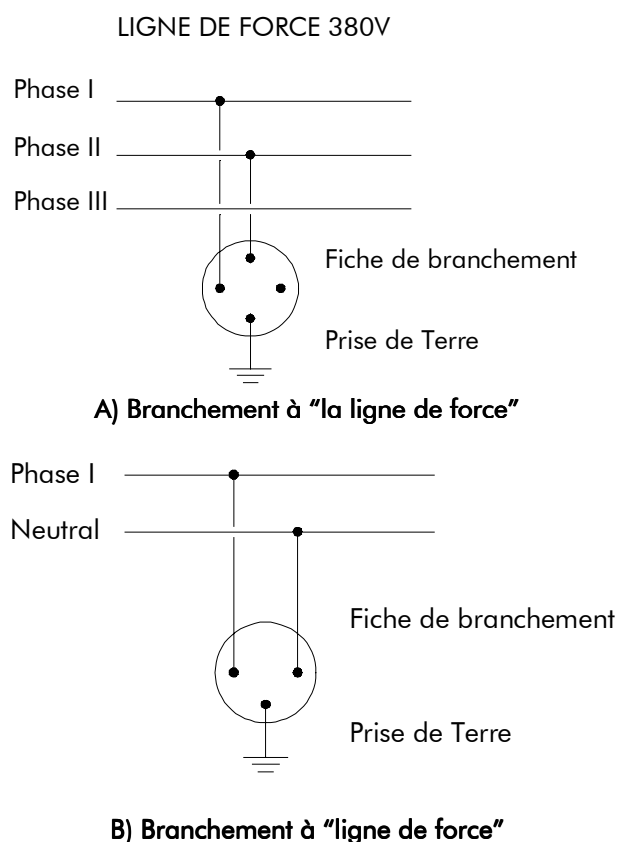 LIGNE DE FORCE 380V
Phase I
Phase II
Phase III
Fiche de branchement
Prise de Terre
A) Branchement à “la ligne de force”
Phase I
Neutral
Fiche de branchement
Prise de Terre
B) Branchement à “ligne de force”